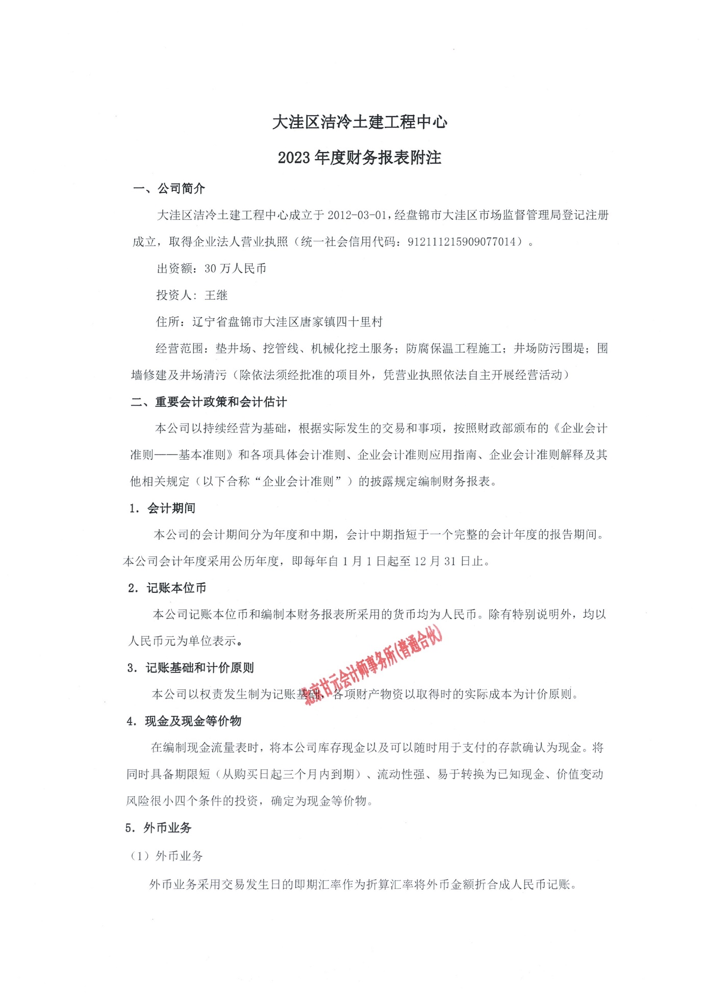 大洼区洁冷土建工程中心
2023 年度财务报表附注
一、公司简介
大洼区洁冷土建工程中心成立于 2012-03-01，经盘锦市大洼区市场监督管理局登记注册
成立，取得企业法人营业执照（统一社会信用代码：912111215909077014）。
出资额：30 万人民币
投资人：王继
住所：辽宁省盘锦市大洼区唐家镇四十里村
经营范围：垫井场、挖管线、机械化挖土服务；防腐保温工程施工；井场防污围堤；围
墙修建及井场清污（除依法须经批准的项目外，凭营业执照依法自主开展经营活动）
二、重要会计政策和会计估计
本公司以持续经营为基础，根据实际发生的交易和事项，按照财政部颁布的《企业会计
准则——基本准则》和各项具体会计准则、企业会计准则应用指南、企业会计准则解释及其
他相关规定（以下合称“企业会计准则”）的披露规定编制财务报表。
1. 会计期间
本公司的会计期间分为年度和中期，会计中期指短于一个完整的会计年度的报告期间。
本公司会计年度采用公历年度，即每年自 1 月 1 日起至 12 月 31 日止。
2. 记账本位币
本公司记账本位币和编制本财务报表所采用的货币均为人民币。除有特别说明外，均以
人民币元为单位表示。
3. 记账基础和计价原则
北京甘元会计师事务所(普通合伙)
本公司以权责发生制为记账基础，各项财产物资以取得时的实际成本为计价原则。
4. 现金及现金等价物
在编制现金流量表时，将本公司库存现金以及可以随时用于支付的存款确认为现金。将
同时具备期限短（从购买日起三个月内到期）、流动性强、易于转换为已知现金、价值变动
风险很小四个条件的投资，确定为现金等价物。
5. 外币业务
（1）外币业务
外币业务采用交易发生日的即期汇率作为折算汇率将外币金额折合成人民币记账。